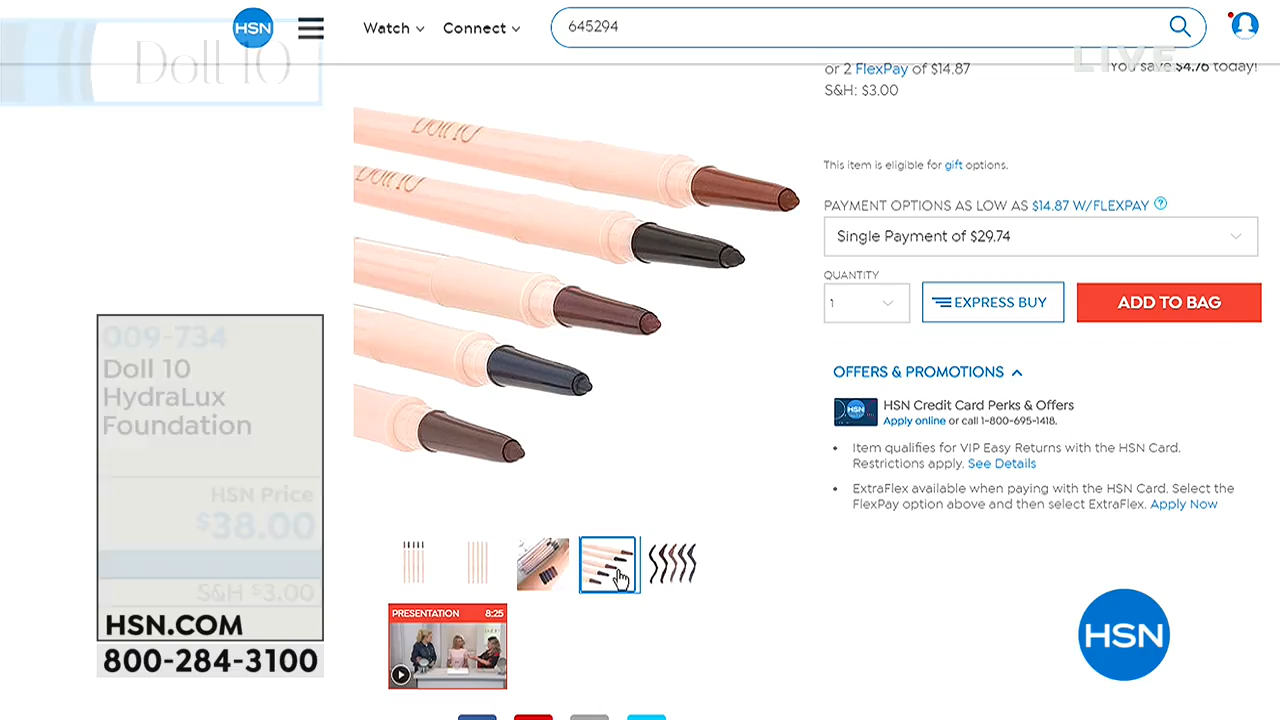 HSN
Watch
Connect
645294
Doll 10
LIVE
or 2 FlexPay of $14.87
You save $4.76 today!
S&H: $3.00
Doll 10
Doll 10
This item is eligible for gift options.
PAYMENT OPTIONS AS LOW AS $14.87 W/FLEXPAY ?
Single Payment of $29.74
QUANTITY
1
EXPRESS BUY
ADD TO BAG
009-734
Doll 10
HydraLux
Foundation
HSN Price
$38.00
S&H $3.00
HSN.COM
800-284-3100
OFFERS & PROMOTIONS
HSN
HSN Credit Card Perks & Offers
Apply online or call 1-800-695-1418.
• Item qualifies for VIP Easy Returns with the HSN Card.
Restrictions apply. See Details
• ExtraFlex available when paying with the HSN Card. Select the
FlexPay option above and then select ExtraFlex. Apply Now
PRESENTATION 8:25
HSN